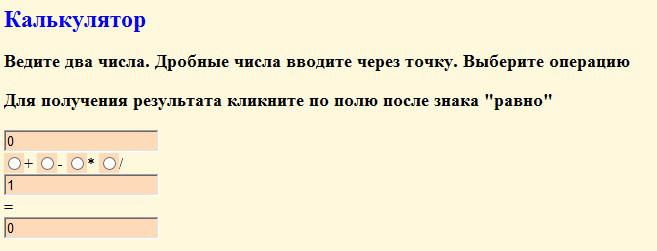 Калькулятор
Ведите два числа. Дробные числа вводите через точку. Выберите операцию
Для получения результата кликните по полю после знака "равно"
0
+ - * /
1
=
0